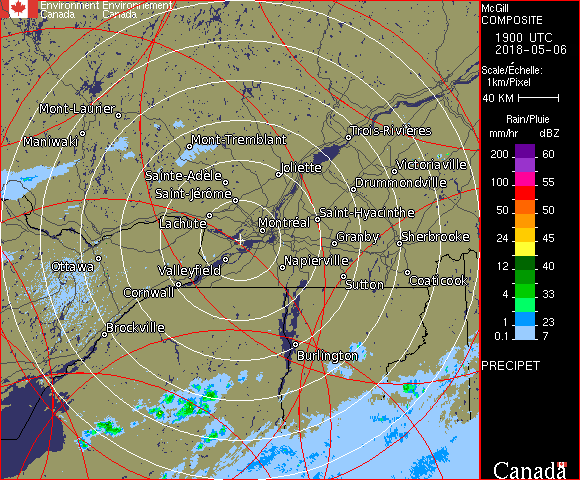 Environment Environnement
Canada Canada
McGill
COMPOSITE
1900 UTC
2018-05-06
Scale/Échelle:
1km/Pixel
40 KM
Rain/Pluie
mm/hr dBZ
200 60
100 55
50 50
24 45
12 40
4 33
1 23
0.1 7
PRECIPET
Canada
Mont-Laurier
Maniwaki
Mont-Tremblant
Trois-Rivières
Joliette
Victoriaville
Sainte-Adèle
Drummondville
Saint-Jérôme
Saint-Hyacinthe
Lachute
Montréal
Granby
Sherbrooke
Ottawa
Valleyfield
Napierville
Cornwall
Sutton
Coaticook
Brockville
Burlington